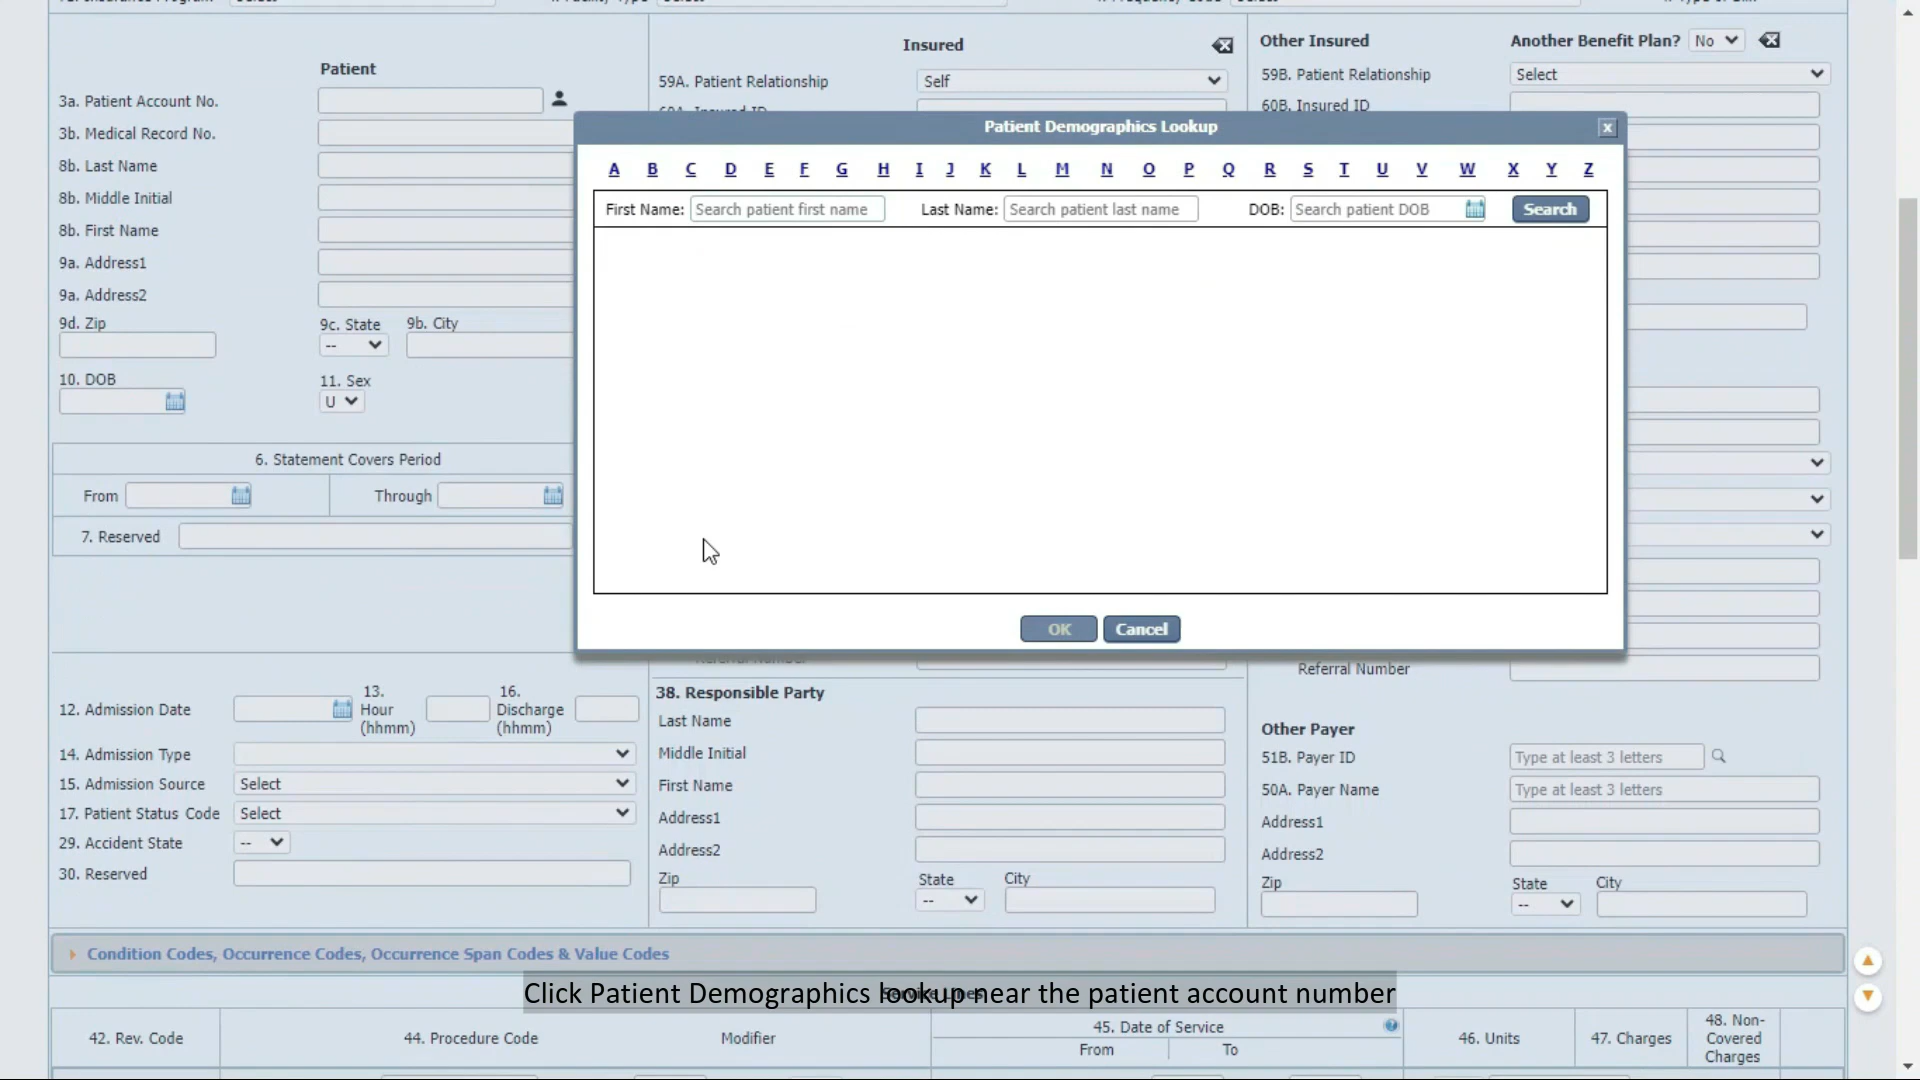 Patient
3a. Patient Account No.
3b. Medical Record No.
8b. Last Name
8b. Middle Initial
8b. First Name
9a. Address1
9a. Address2
9d. Zip
9c. State
9b. City
--
10. DOB
11. Sex
U
6. Statement Covers Period
From
Through
7. Reserved
12. Admission Date
13. Hour (hhmm)
16. Discharge (hhmm)
14. Admission Type
15. Admission Source
Select
17. Patient Status Code
Select
29. Accident State
--
30. Reserved
Insured
59A. Patient Relationship
Self
Other Insured
Another Benefit Plan?
No
59B. Patient Relationship
Select
60B. Insured ID
Patient Demographics Lookup
x
A B C D E F G H I J K L M N O P Q R S T U V W X Y Z
First Name: Search patient first name
Last Name: Search patient last name
DOB: Search patient DOB
Search
OK
Cancel
38. Responsible Party
Last Name
Middle Initial
First Name
Address1
Address2
Zip
State
City
--
Referral Number
Other Payer
51B. Payer ID
Type at least 3 letters
50A. Payer Name
Type at least 3 letters
Address1
Address2
Zip
State
City
--
Condition Codes, Occurrence Codes, Occurrence Span Codes & Value Codes
Click Patient Demographics lookup near the patient account number
42. Rev. Code
44. Procedure Code
Modifier
45. Date of Service
From
To
46. Units
47. Charges
48. Non-Covered Charges